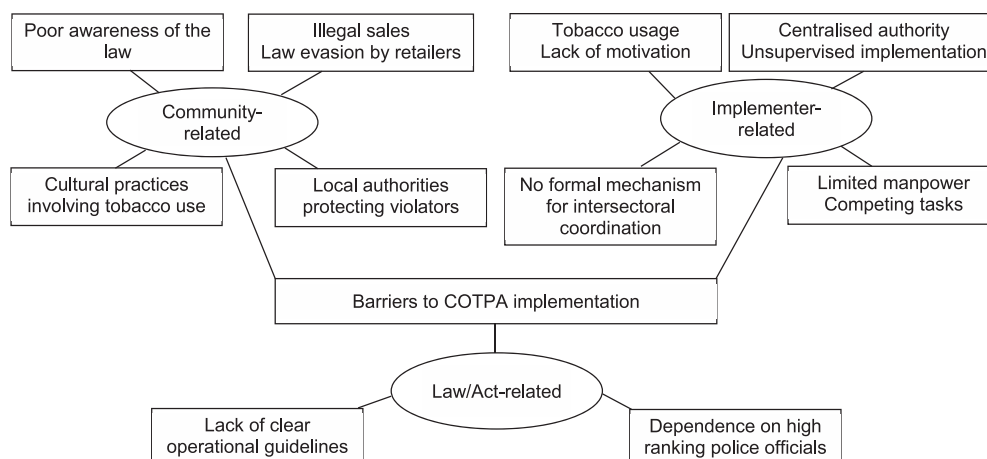 Poor awareness of the
law
Illegal sales
Law evasion by retailers
Tobacco usage
Lack of motivation
Centralised authority
Unsupervised implementation
Community-
related
Implementer-
related
Cultural practices
involving tobacco use
Local authorities
protecting violators
No formal mechanism
for intersectoral
coordination
Limited manpower
Competing tasks
Barriers to COTPA implementation
Law/Act-related
Lack of clear
operational guidelines
Dependence on high
ranking police officials